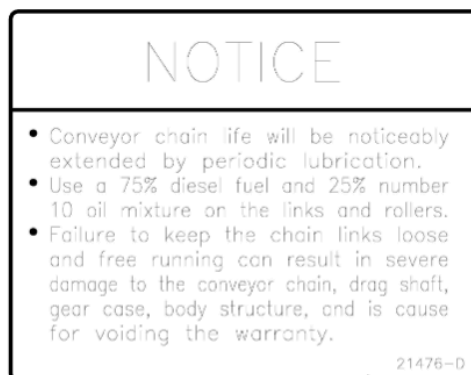 NOTICE
• Conveyor chain life will be noticeably
extended by periodic lubrication.
• Use a 75% diesel fuel and 25% number
10 oil mixture on the links and rollers.
• Failure to keep the chain links loose
and free running can result in severe
damage to the conveyor chain, drag shaft,
gear case, body structure, and is cause
for voiding the warranty.
21476-D